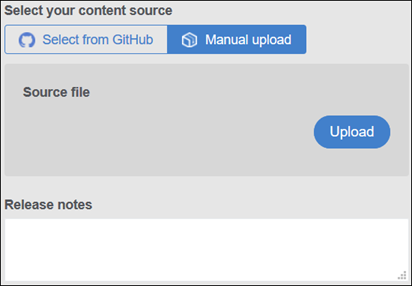 Select your content source
Select from GitHub Manual upload
Source file
Upload
Release notes